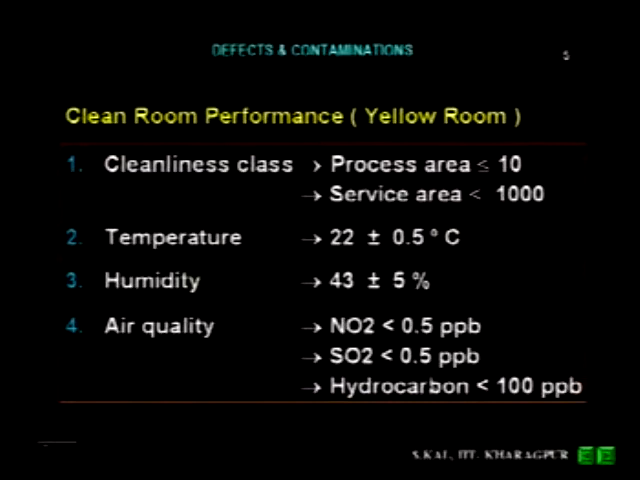 DEFECTS & CONTAMINATIONS
5
Clean Room Performance ( Yellow Room )
1. Cleanliness class → Process area ≤ 10
→ Service area < 1000
2. Temperature → 22 ± 0.5 º C
3. Humidity → 43 ± 5 %
4. Air quality → NO2 < 0.5 ppb
→ SO2 < 0.5 ppb
→ Hydrocarbon < 100 ppb
S.KAL, IIT- KHARAGPUR